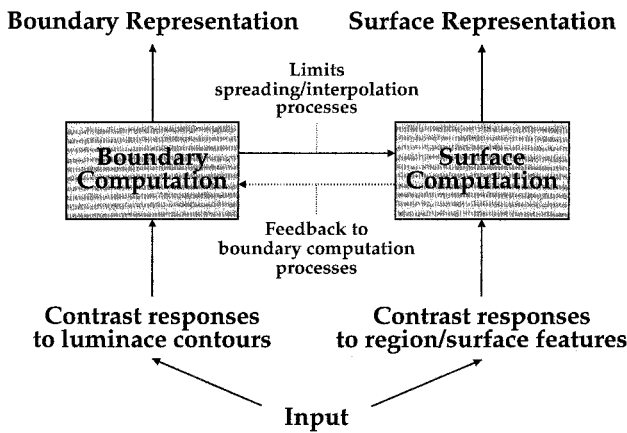 Boundary Representation
Surface Representation
Limits
spreading/interpolation
processes
Boundary
Computation
Surface
Computation
Feedback to
boundary computation
processes
Contrast responses
to luminace contours
Contrast responses
to region/surface features
Input